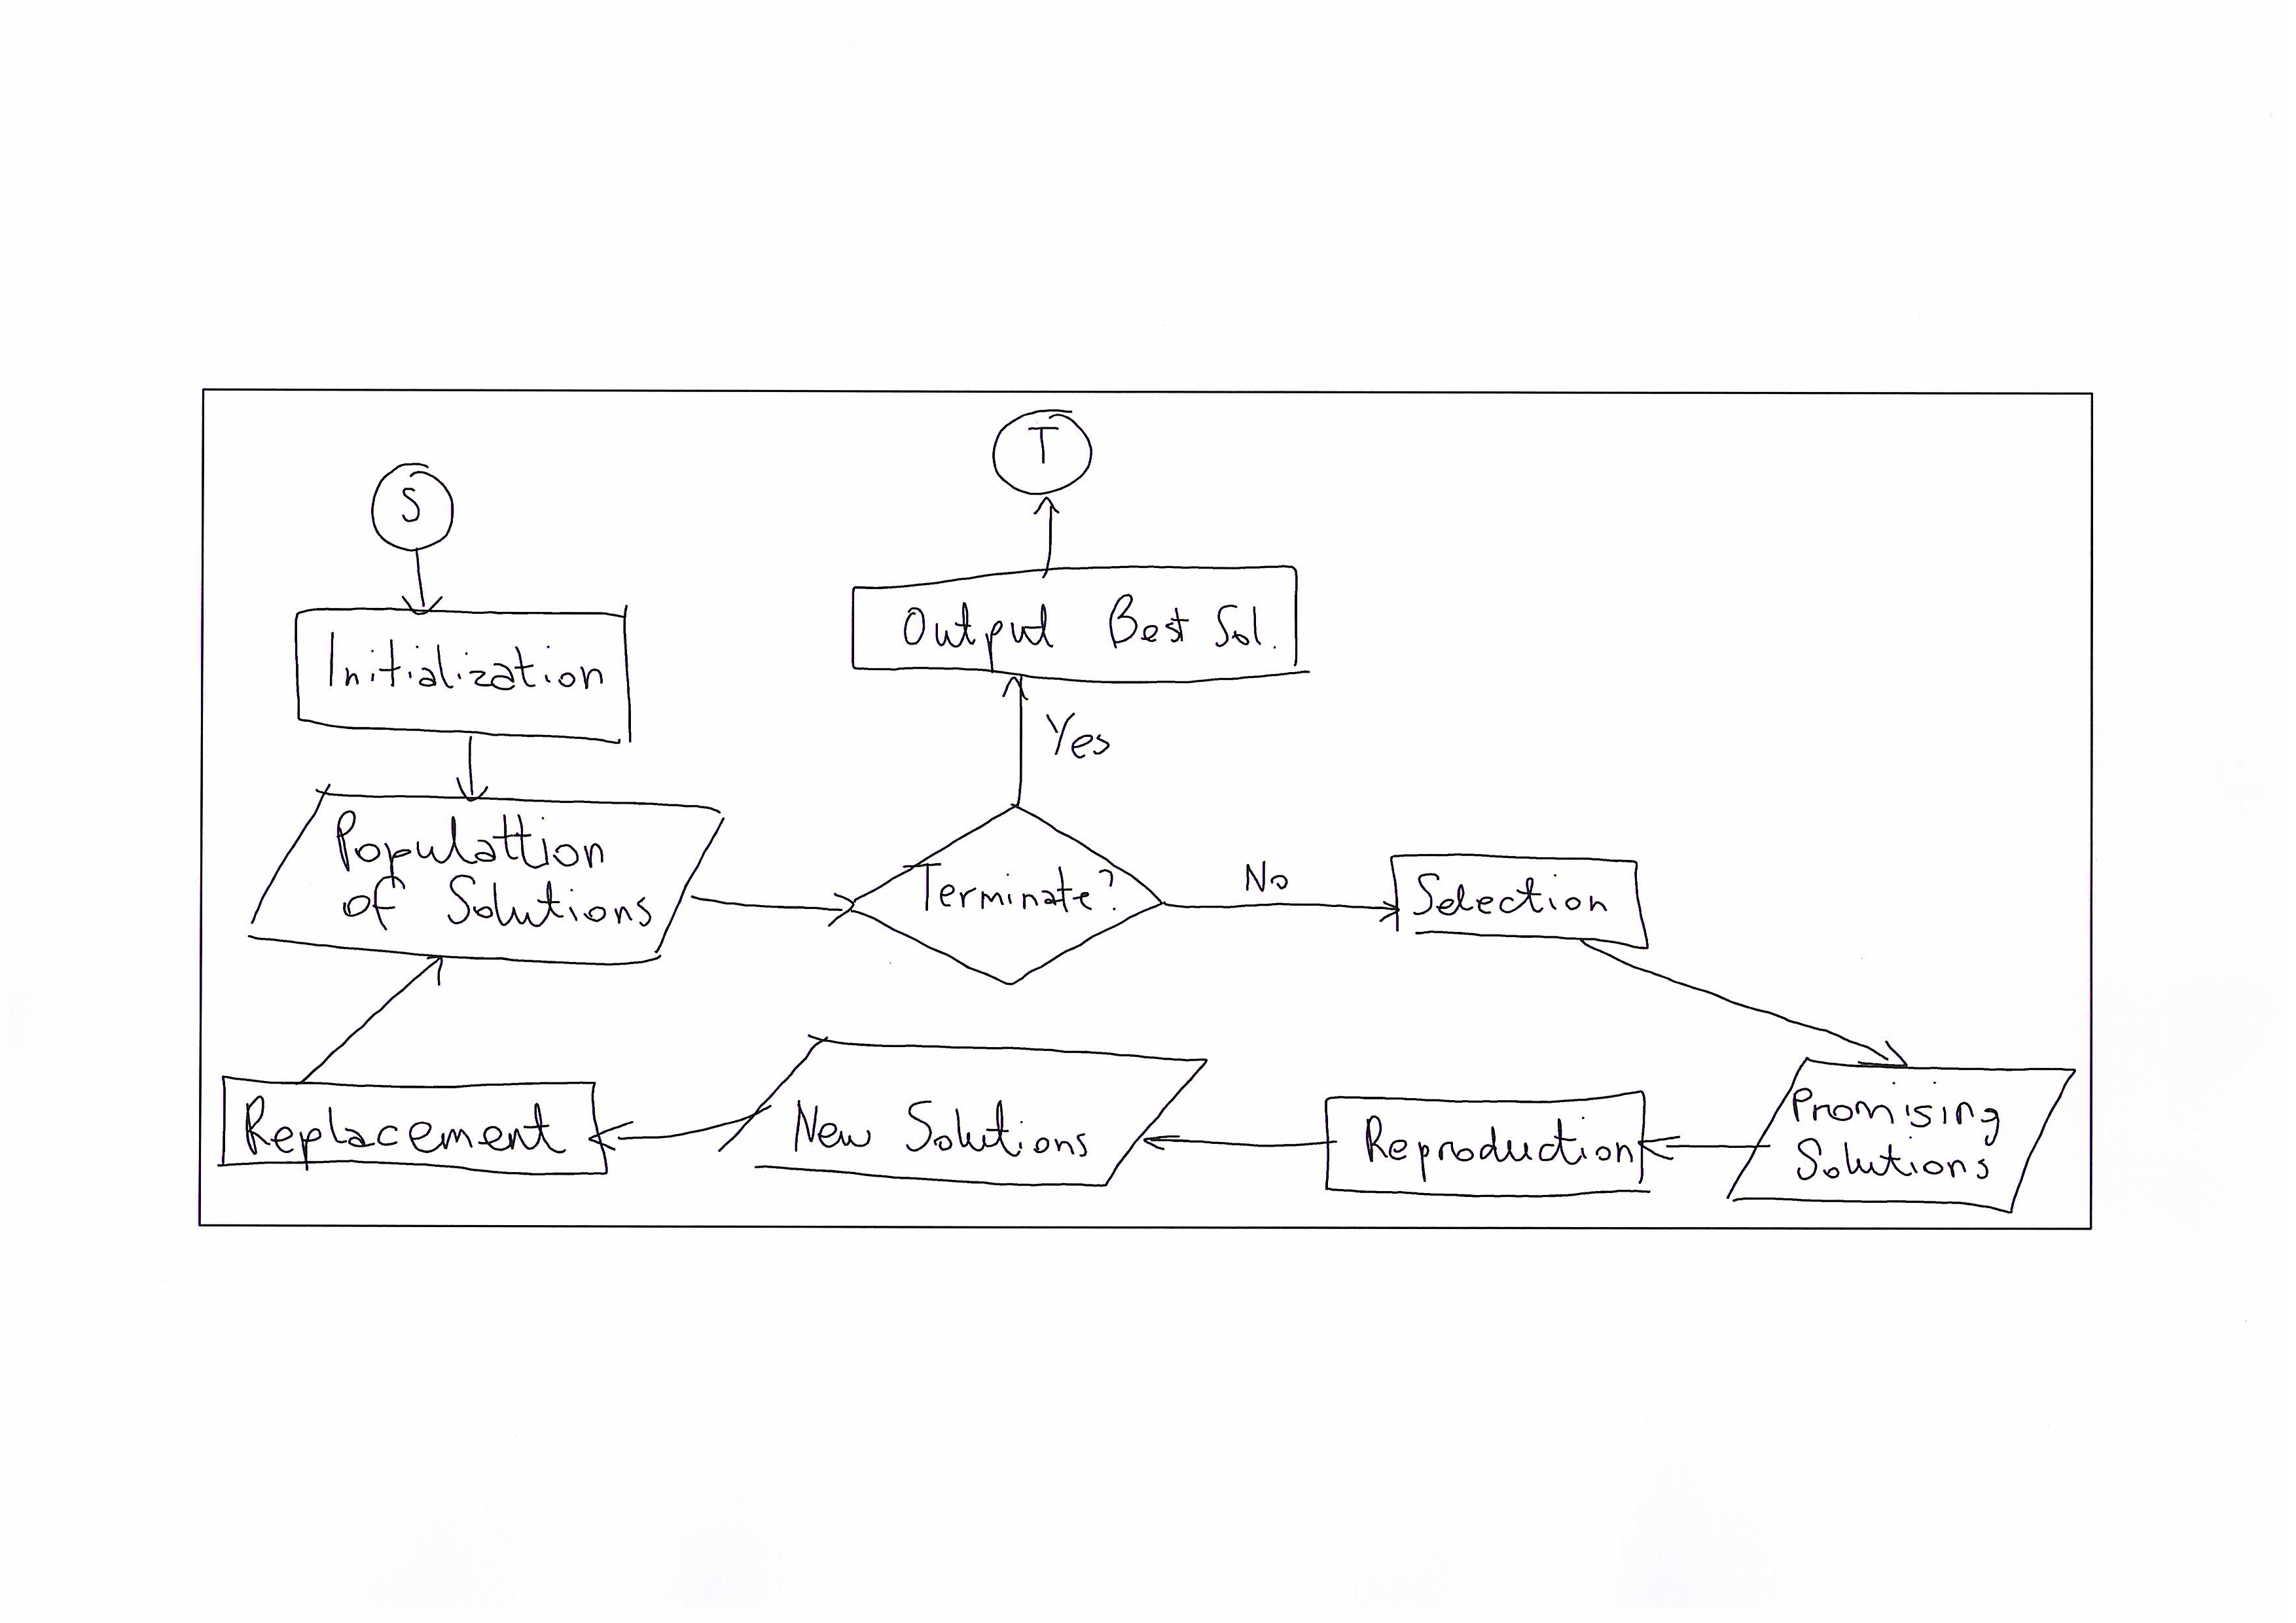 S
Initialization
Populattion
of Solutions
T
Output Best Sol.
Yes
Terminate?
No
Selection
Promising
Solutions
Reproduction
New Solutions
Replacement